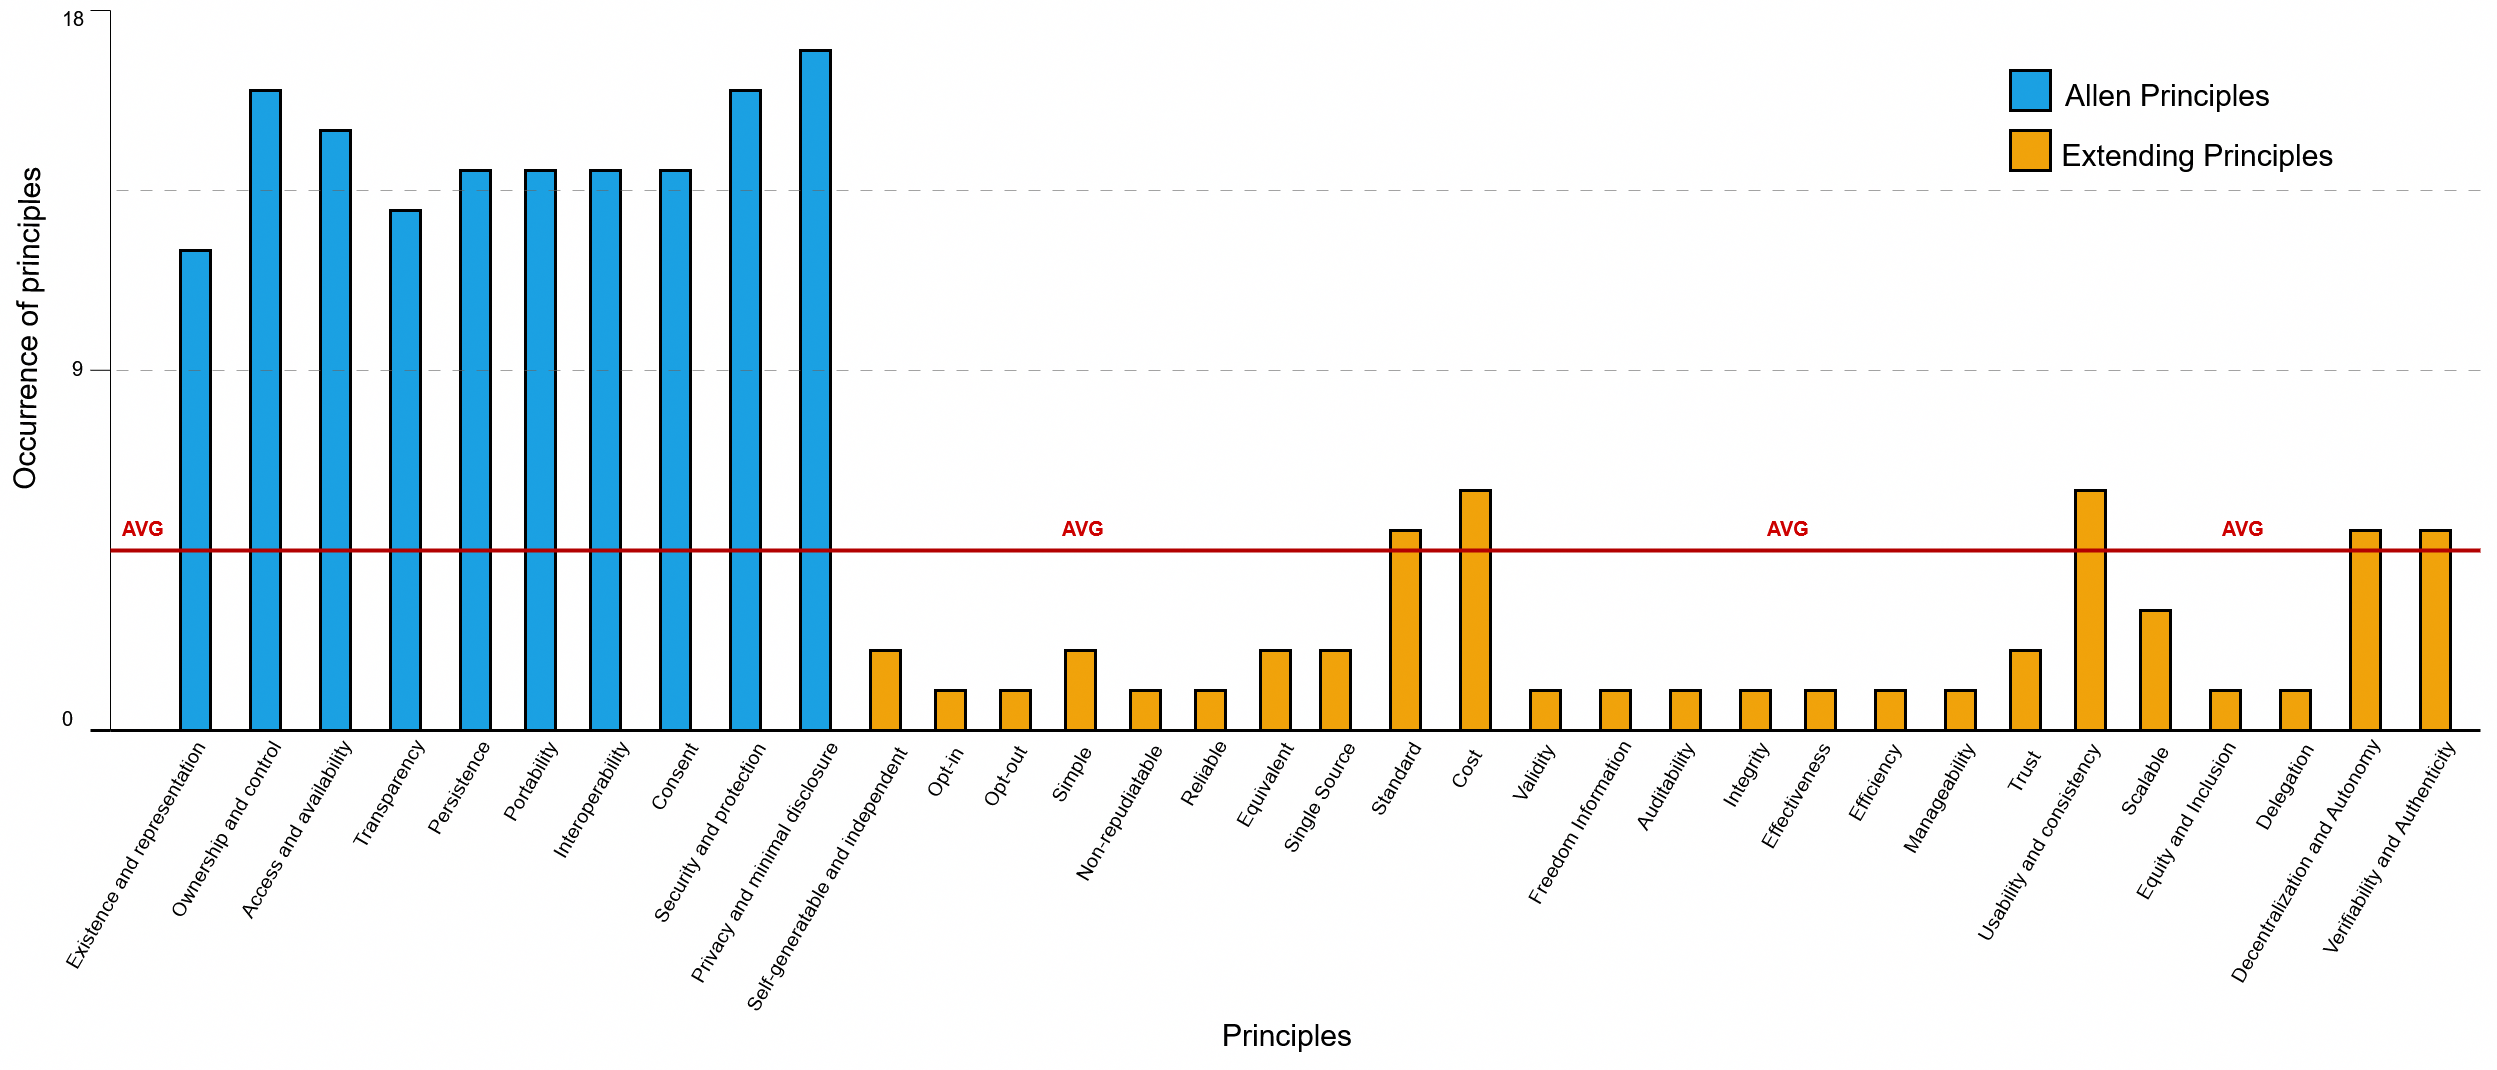 18
9
0
Occurrence of principles
Allen Principles
Extending Principles
AVG
AVG
AVG
AVG
Existence and representation
Ownership and control
Access and availability
Transparency
Persistence
Portability
Interoperability
Consent
Security and protection
Privacy and minimal disclosure
Self-generatable and independent
Opt-in
Opt-out
Simple
Non-repudiatable
Reliable
Equivalent
Single Source
Standard
Cost
Validity
Freedom Information
Auditability
Integrity
Effectiveness
Efficiency
Manageability
Trust
Usability and consistency
Scalable
Equity and Inclusion
Delegation
Decentralization and Autonomy
Verifiability and Authenticity
Principles